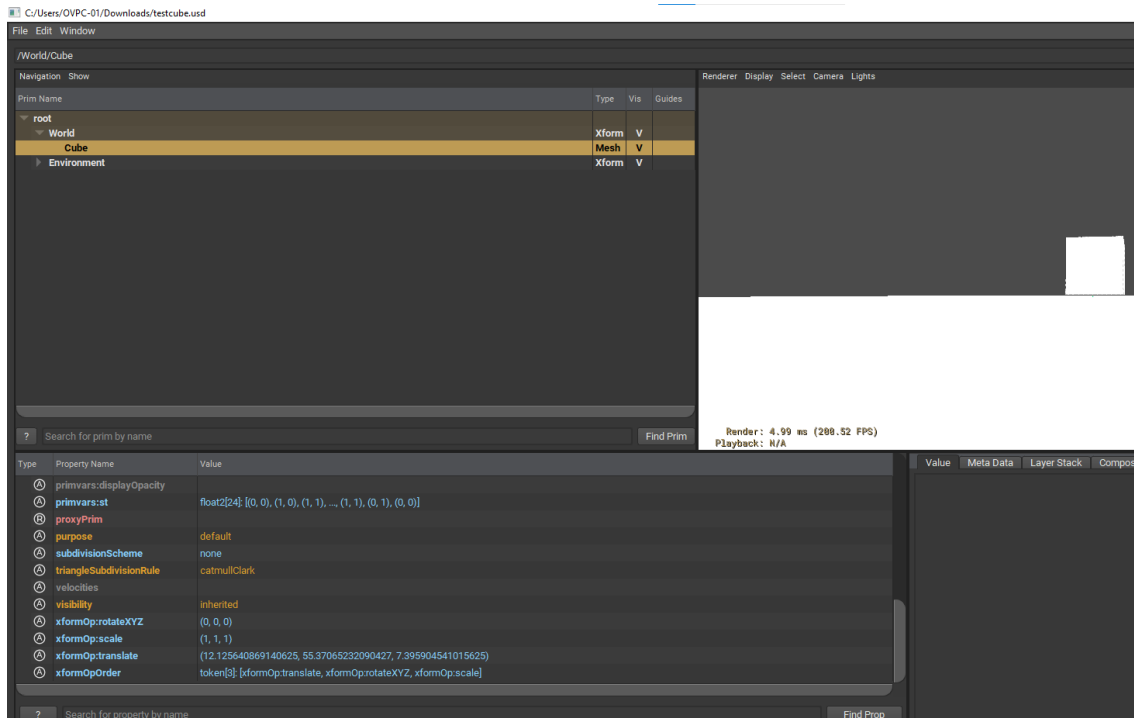 C:/Users/OVPC-01/Downloads/testcube.usd
File Edit Window
/World/Cube
Navigation Show
Prim Name Type Vis Guides
root
World Xform V
Cube Mesh V
Environment Xform V
? Search for prim by name Find Prim
Renderer Display Select Camera Lights
Render: 4.99 ms (200.52 FPS)
Playback: N/A
Type Property Name Value
A primvars:displayOpacity
A primvars:st float2[24]: [(0, 0), (1, 0), (1, 1), ..., (1, 1), (0, 1), (0, 0)]
R proxyPrim
A purpose default
A subdivisionScheme none
A triangleSubdivisionRule catmullClark
A velocities
A visibility inherited
A xformOp:rotateXYZ (0, 0, 0)
A xformOp:scale (1, 1, 1)
A xformOp:translate (12.125640869140625, 55.37065232090427, 7.395904541015625)
A xformOpOrder token[3]: [xformOp:translate, xformOp:rotateXYZ, xformOp:scale]
? Search for property by name Find Prop
Value Meta Data Layer Stack Compos